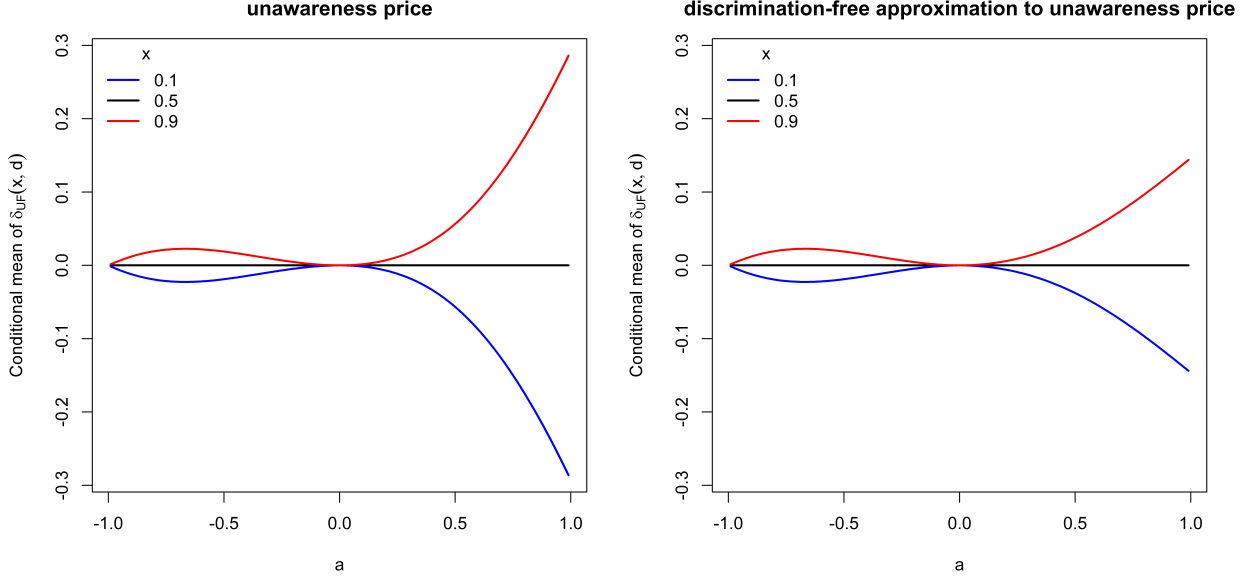 unawareness price
x
0.1
0.5
0.9
0.3
0.2
0.1
0.0
-0.1
-0.2
-0.3
Conditional mean of δUF(x, d)
-1.0 -0.5 0.0 0.5 1.0
a
discrimination-free approximation to unawareness price
x
0.1
0.5
0.9
0.3
0.2
0.1
0.0
-0.1
-0.2
-0.3
Conditional mean of δUF(x, d)
-1.0 -0.5 0.0 0.5 1.0
a